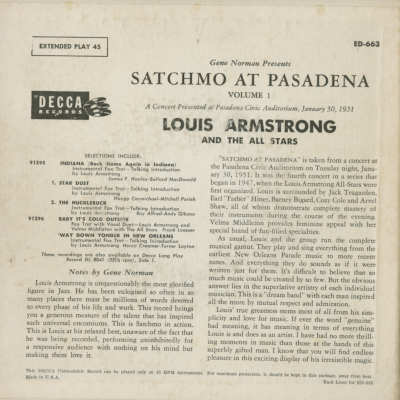 EXTENDED PLAY 45
ED-663
Gene Norman Presents
SATCHMO AT PASADENA
VOLUME 1
A Concert Presented at Pasadena Civic Auditorium, January 30, 1951
DECCA
RECORDS
LOUIS ARMSTRONG
AND THE ALL STARS
SELECTIONS INCLUDE:
91295 INDIANA (Back Home Again in Indiana)
Instrumental Fox Trot—Talking Introduction
by Louis Armstrong
James F. Hanley-Ballard MacDonald
1. STAR DUST
Instrumental Fox Trot—Talking Introduction
by Louis Armstrong
Hoagy Carmichael-Mitchell Parish
2. THE HUCKLEBUCK
Instrumental Fox Trot—Talking Introduction
by Louis Armstrong Roy Alfred-Andy Gibson
91296 BABY IT'S COLD OUTSIDE
Fox Trot with Vocal Duet—Louis Armstrong and
Velma Middleton with The All Stars Frank Loesser
'WAY DOWN YONDER IN NEW ORLEANS
Instrumental Fox Trot—Talking Introduction
by Louis Armstrong Henry Creamer-Turner Layton
These recordings are also available on Decca Long Play
Record DL 8041 (33⅓ rpm). Side 1.
Notes by Gene Norman
Louis Armstrong is unquestionably the most glorified
figure in Jazz. He has been eulogized so often in so
many places there must be millions of words devoted
to every phase of his life and work. This record brings
you a generous measure of the talent that has inspired
such universal encomiums. This is Satchmo in action.
This is Louis at his relaxed best, unaware of the fact that
he was being recorded, performing uninhibitedly for
a responsive audience with nothing on his mind but
making them love it.
"SATCHMO AT PASADENA" is taken from a concert at
the Pasadena Civic Auditorium on Tuesday night, Janu-
ary 30, 1951. It was the fourth concert in a series that
began in 1947, when the Louis Armstrong All-Stars were
first organized. Louis is surrounded by Jack Teagarden,
Earl "Father" Hines, Barney Bigard, Cozy Cole and Arvel
Shaw, all of whom demonstrate complete mastery of
their instruments during the course of the evening.
Velma Middleton provides feminine appeal with her
special brand of fun-filled specialties.
As usual, Louis and the group run the complete
musical gamut. They play and sing everything from the
earliest New Orleans Parade music to more recent
tunes. And everything they do sounds as if it were
written just for them. It's difficult to believe that so
much music could be created by so few. But the obvious
answer lies in the superlative artistry of each individual
musician. This is a "dream band" with each man inspired
all the more by mutual respect and admiration.
Louis' true greatness stems most of all from his sim-
plicity and love for music. If ever the word "genuine"
had meaning, it has meaning in terms of everything
Louis is and does as an artist. I have had no more thrill-
ing moments in music than those at the hands of this
superbly gifted man. I know that you will find endless
pleasure in this exciting display of his irresistible magic.
This DECCA Unbreakable Record can be played only at 45 RPM instrument. For maximum protection, it should be kept in this package, away from heat.
Made in U.S.A.
Back Liner for ED-663